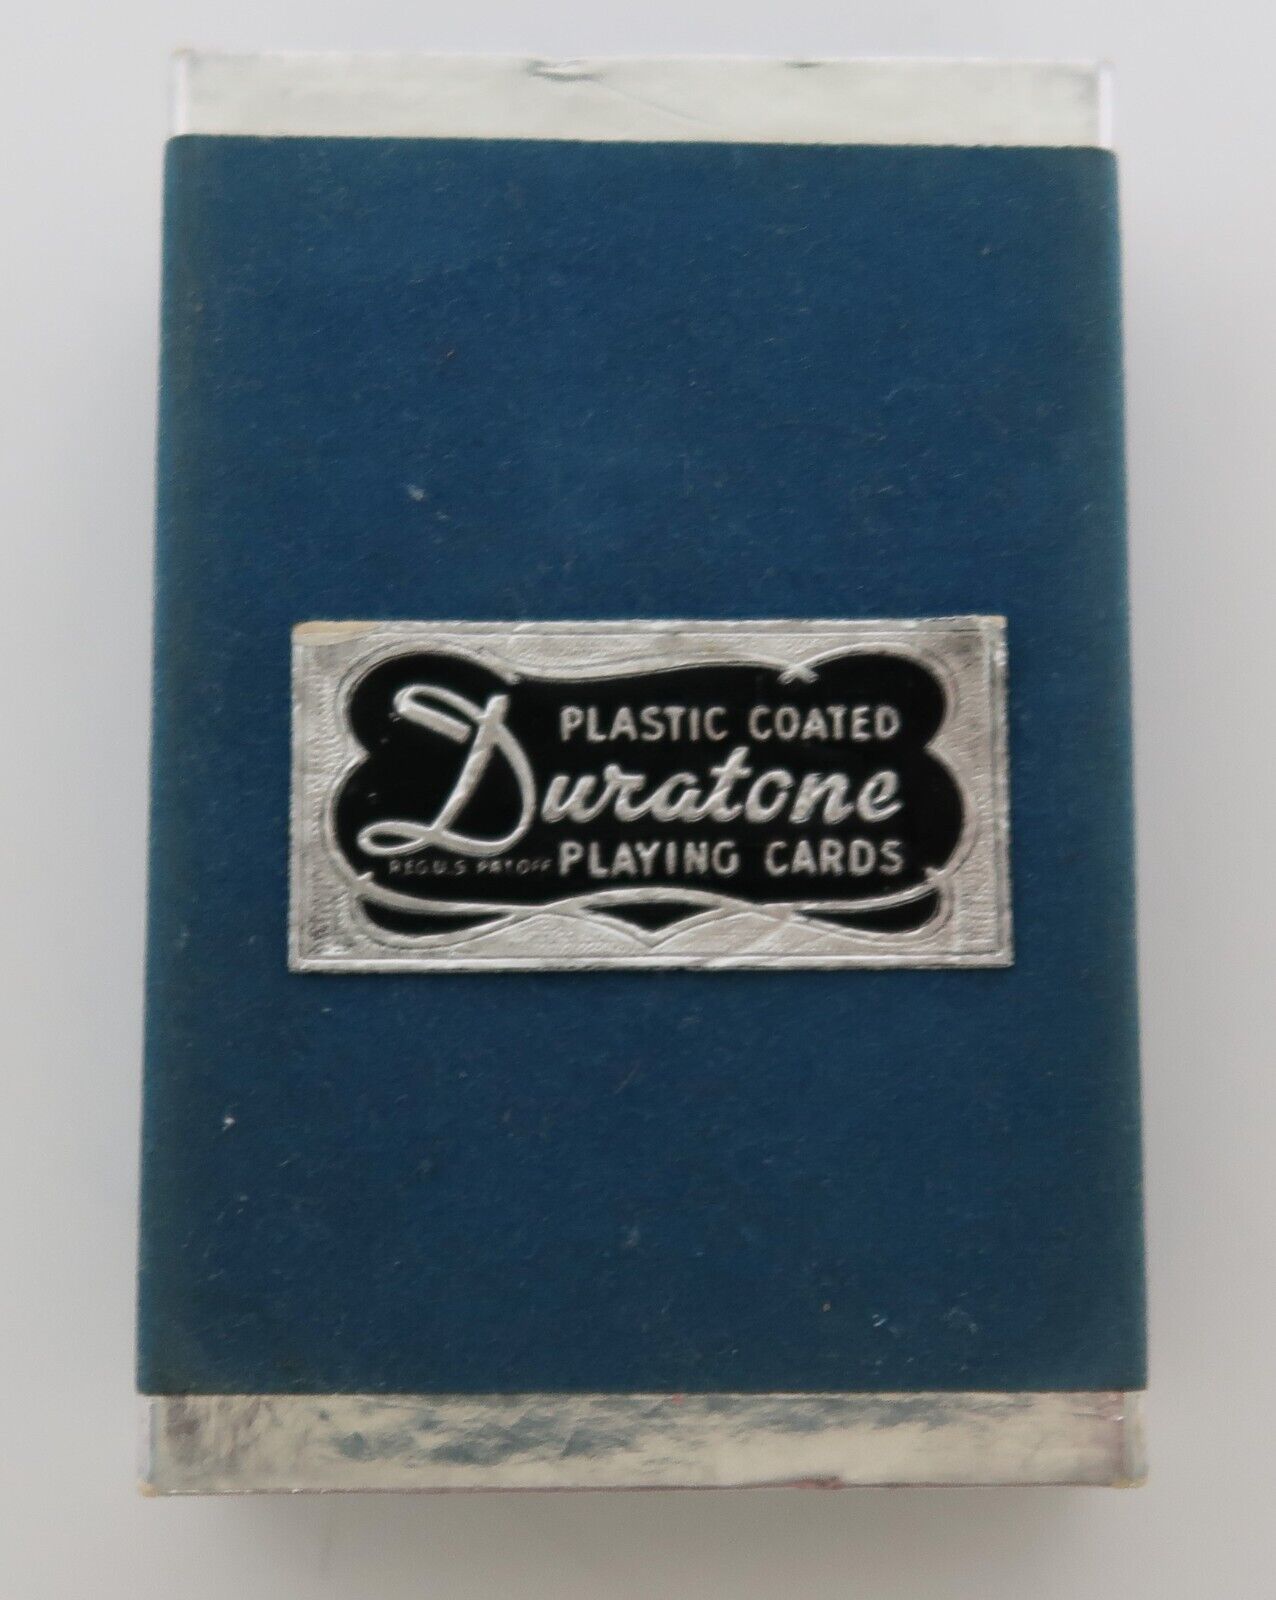 PLASTIC COATED
Duratone
REG.U.S. PAT.OFF.
PLAYING CARDS